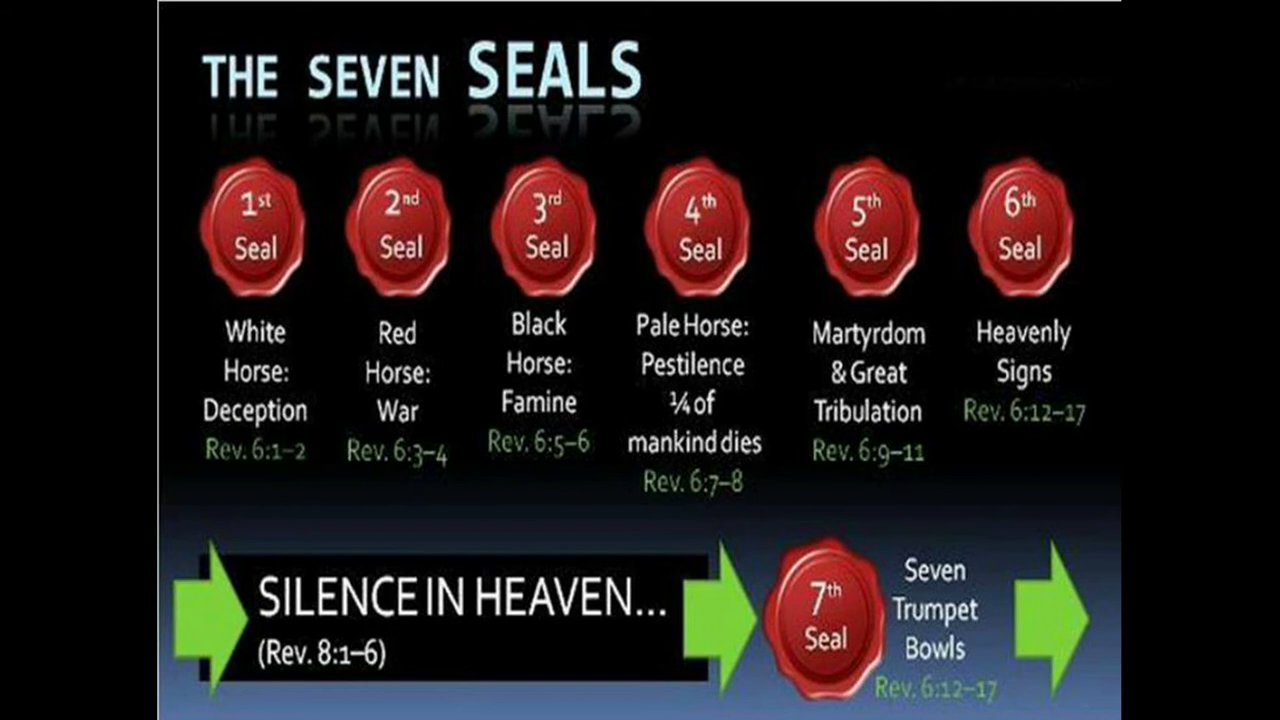 THE SEVEN SEALS
1st
Seal
2nd
Seal
3rd
Seal
4th
Seal
5th
Seal
6th
Seal
White
Horse:
Deception
Rev. 6:1–2
Red
Horse:
War
Rev. 6:3–4
Black
Horse:
Famine
Rev. 6:5–6
Pale Horse:
Pestilence
¼ of
mankind dies
Rev. 6:7–8
Martyrdom
& Great
Tribulation
Rev. 6:9–11
Heavenly
Signs
Rev. 6:12–17
SILENCE IN HEAVEN...
(Rev. 8:1–6)
7th
Seal
Seven
Trumpet
Bowls
Rev. 6:12–17